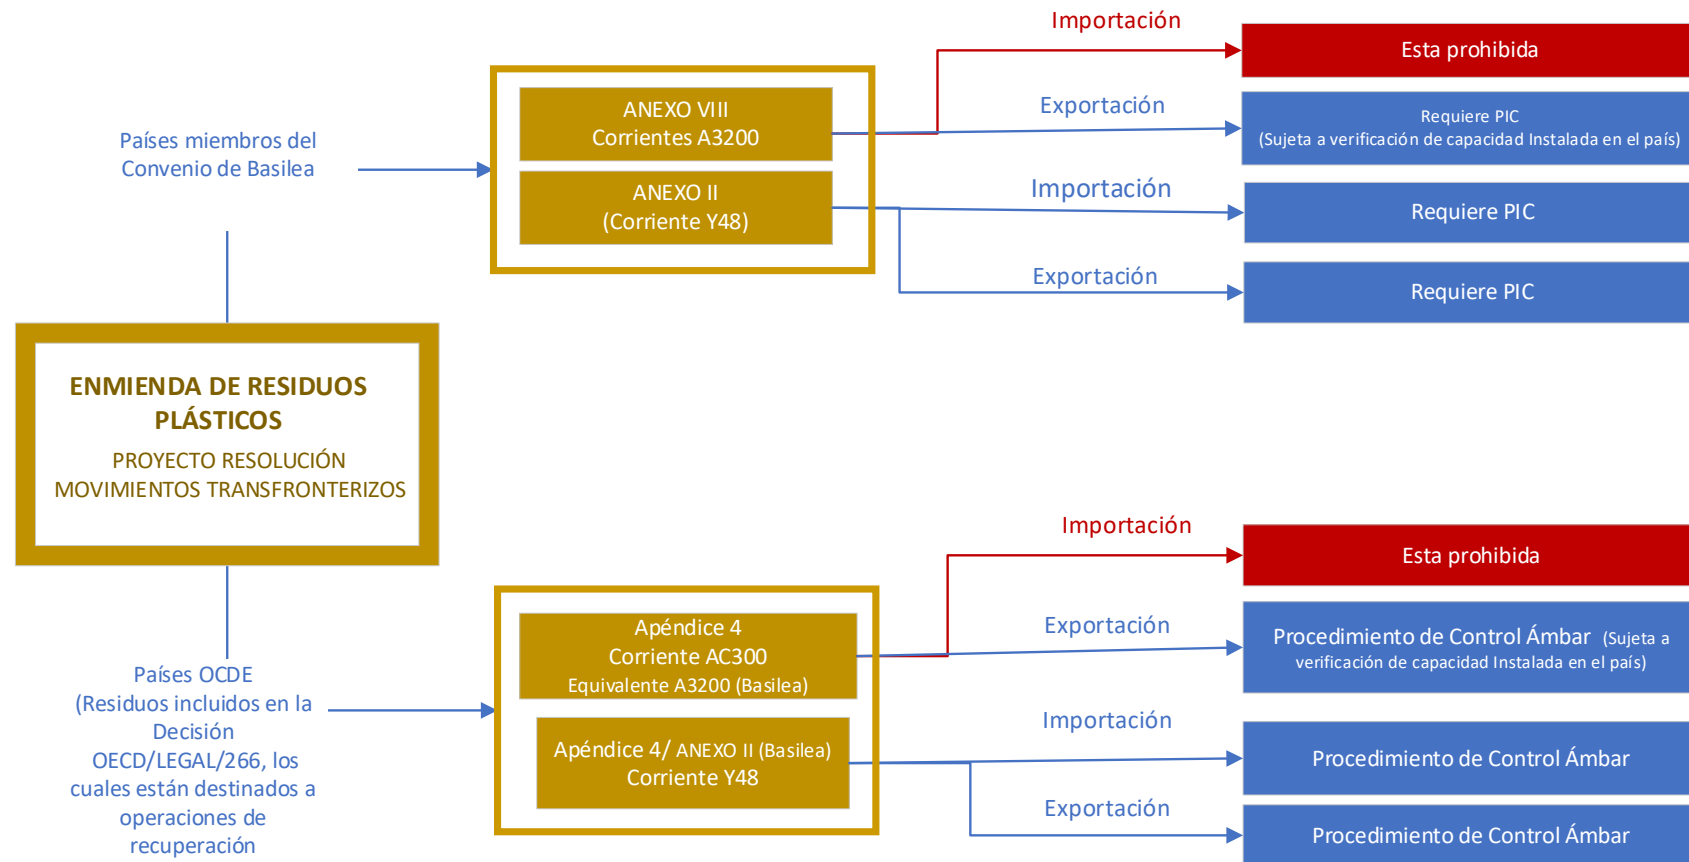 Importación
Esta prohibida
ANEXO VIII
Corrientes A3200
Exportación
Requiere PIC
(Sujeta a verificación de capacidad Instalada en el país)
Países miembros del
Convenio de Basilea
ANEXO II
(Corriente Y48)
Importación
Requiere PIC
Exportación
Requiere PIC
ENMIENDA DE RESIDUOS
PLÁSTICOS
PROYECTO RESOLUCIÓN
MOVIMIENTOS TRANSFRONTERIZOS
Importación
Esta prohibida
Apéndice 4
Corriente AC300
Equivalente A3200 (Basilea)
Exportación
Procedimiento de Control Ámbar (Sujeta a
verificación de capacidad Instalada en el país)
Países OCDE
(Residuos incluidos en la
Decisión
OECD/LEGAL/266, los
cuales están destinados a
operaciones de
recuperación
Apéndice 4/ ANEXO II (Basilea)
Corriente Y48
Importación
Procedimiento de Control Ámbar
Exportación
Procedimiento de Control Ámbar